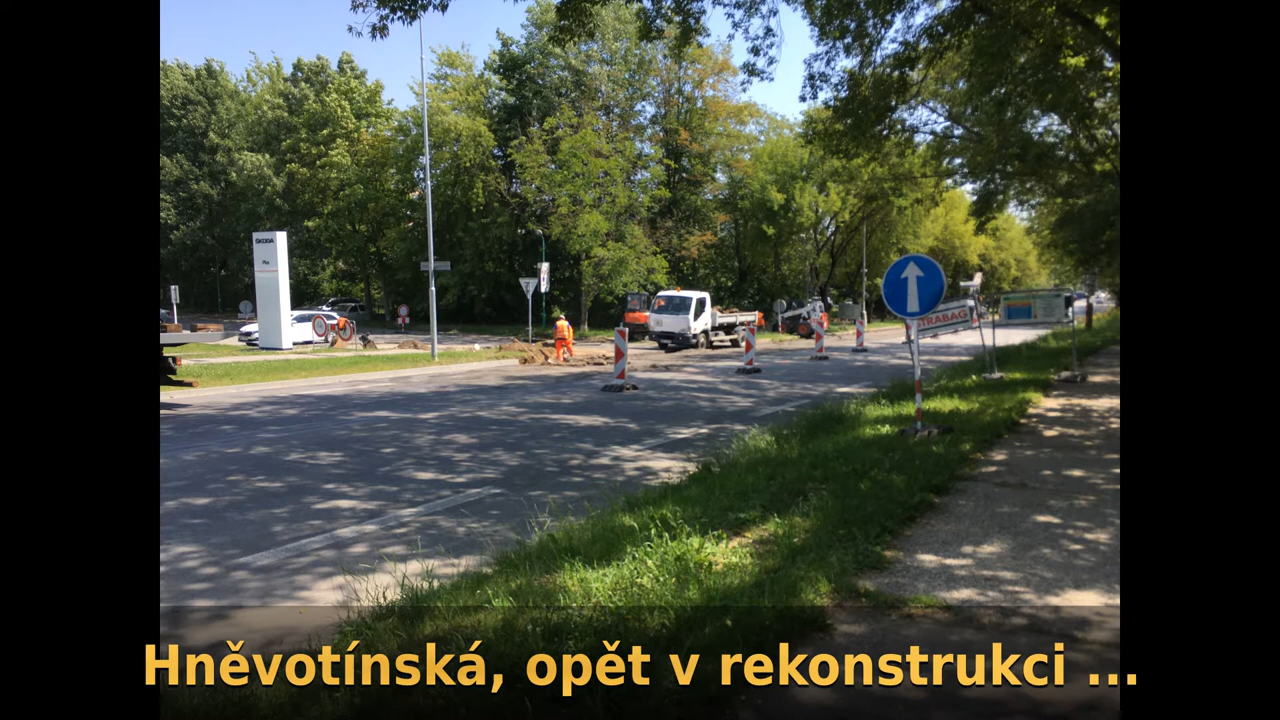 ŠKODA
STRABAG
Hněvotínská, opět v rekonstrukci ...